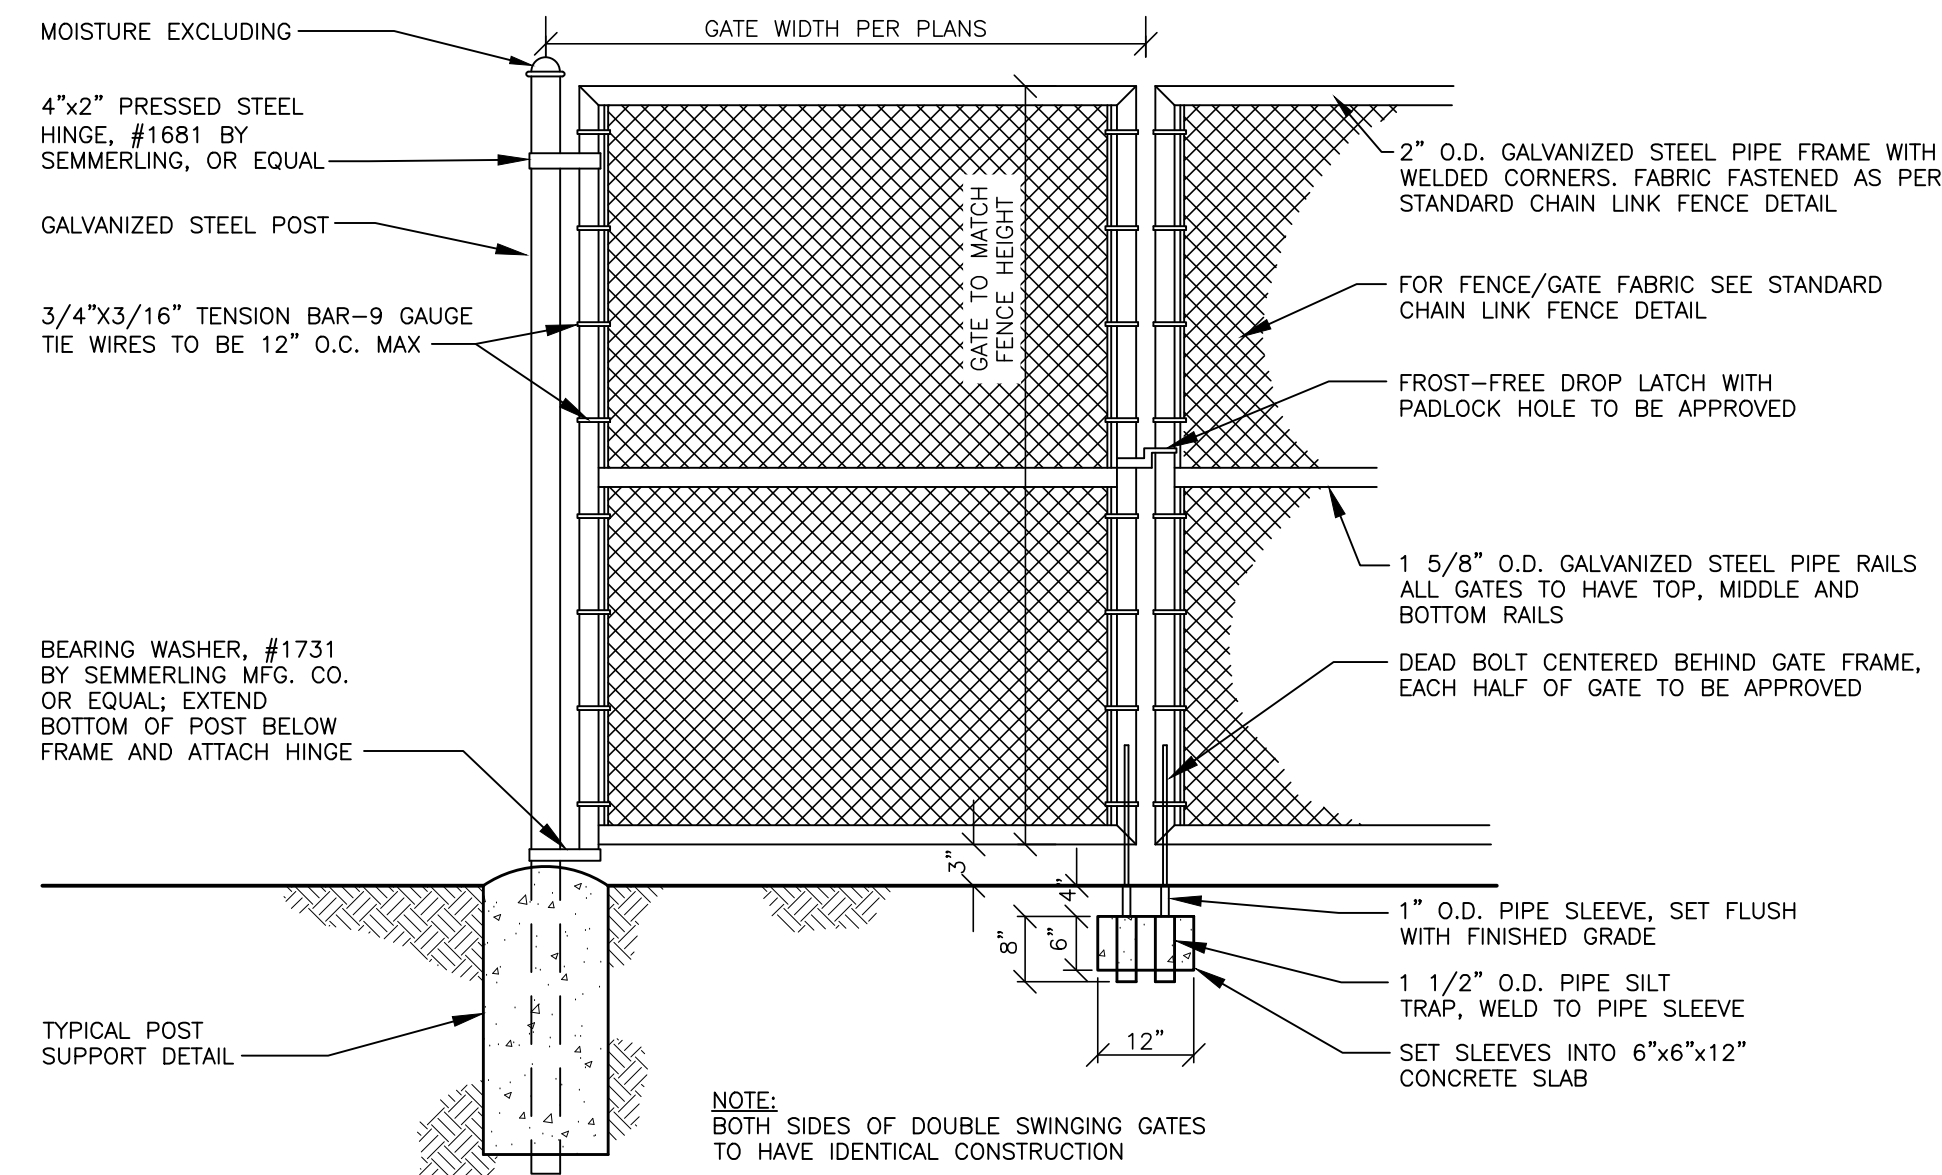 GATE WIDTH PER PLANS
MOISTURE EXCLUDING
4"x2" PRESSED STEEL
HINGE, #1681 BY
SEMMERLING, OR EQUAL
GALVANIZED STEEL POST
3/4"X3/16" TENSION BAR-9 GAUGE
TIE WIRES TO BE 12" O.C. MAX
BEARING WASHER, #1731
BY SEMMERLING MFG. CO.
OR EQUAL; EXTEND
BOTTOM OF POST BELOW
FRAME AND ATTACH HINGE
TYPICAL POST
SUPPORT DETAIL
GATE TO MATCH
FENCE HEIGHT
3"
4"
8"
6"
12"
2" O.D. GALVANIZED STEEL PIPE FRAME WITH
WELDED CORNERS. FABRIC FASTENED AS PER
STANDARD CHAIN LINK FENCE DETAIL
FOR FENCE/GATE FABRIC SEE STANDARD
CHAIN LINK FENCE DETAIL
FROST-FREE DROP LATCH WITH
PADLOCK HOLE TO BE APPROVED
1 5/8" O.D. GALVANIZED STEEL PIPE RAILS
ALL GATES TO HAVE TOP, MIDDLE AND
BOTTOM RAILS
DEAD BOLT CENTERED BEHIND GATE FRAME,
EACH HALF OF GATE TO BE APPROVED
1" O.D. PIPE SLEEVE, SET FLUSH
WITH FINISHED GRADE
1 1/2" O.D. PIPE SILT
TRAP, WELD TO PIPE SLEEVE
SET SLEEVES INTO 6"x6"x12"
CONCRETE SLAB
NOTE:
BOTH SIDES OF DOUBLE SWINGING GATES
TO HAVE IDENTICAL CONSTRUCTION